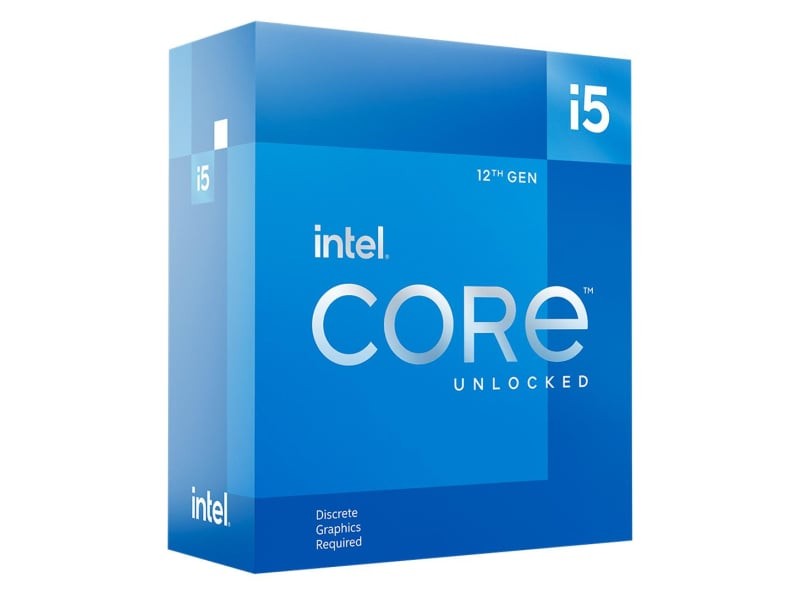 i5
i5
12TH GEN
intel.
CORE™
UNLOCKED
intel.
Discrete
Graphics
Required